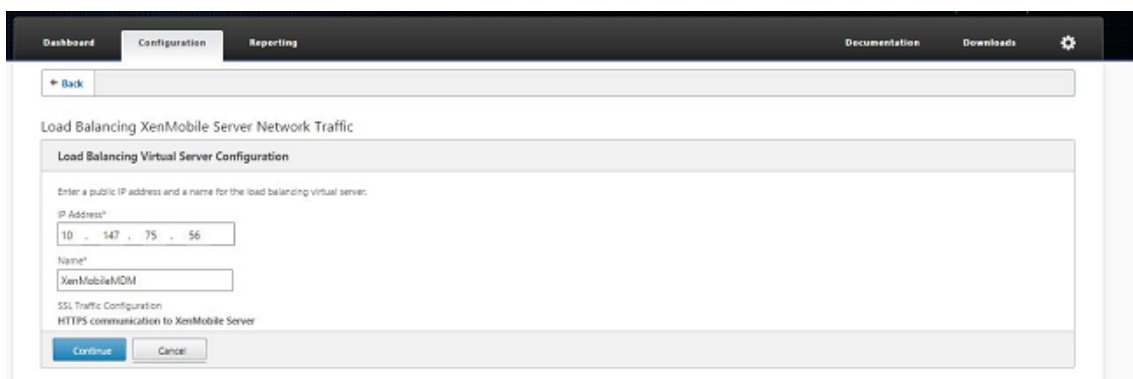 Dashboard Configuration Reporting Documentation Downloads
Back
Load Balancing XenMobile Server Network Traffic
Load Balancing Virtual Server Configuration
Enter a public IP address and a name for the load balancing virtual server.
IP Address*
10 . 147 . 75 . 56
Name*
XenMobileMDM
SSL Traffic Configuration
HTTPS communication to XenMobile Server
Continue Cancel